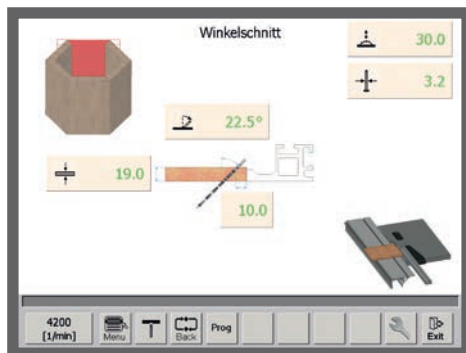 Winkelschnitt
30.0
3.2
22.5°
19.0
10.0
4200
[1/min]
Menu
Back
Prog
Exit